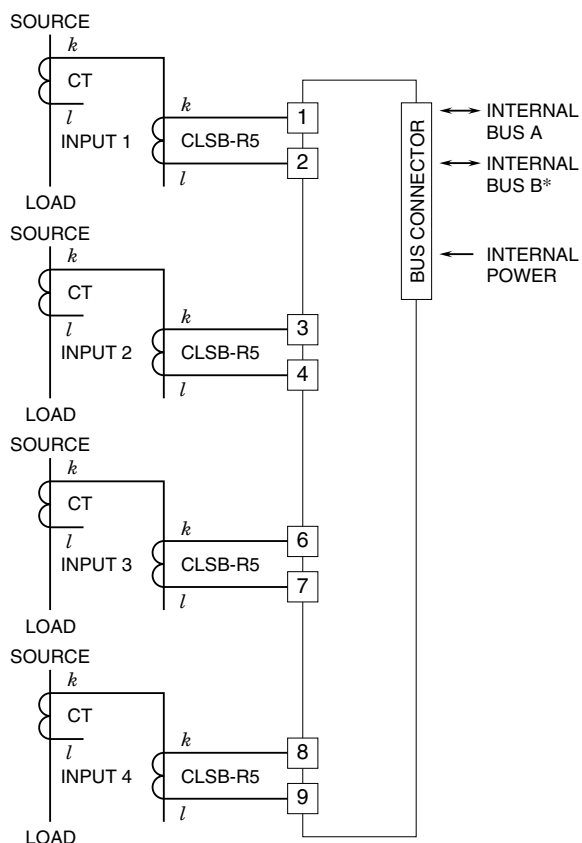 SOURCE
k
CT
l
INPUT 1
k
CLSB-R5
l
1
2
LOAD
SOURCE
k
CT
l
INPUT 2
k
CLSB-R5
l
3
4
LOAD
SOURCE
k
CT
l
INPUT 3
k
CLSB-R5
l
6
7
LOAD
SOURCE
k
CT
l
INPUT 4
k
CLSB-R5
l
8
9
LOAD
BUS CONNECTOR
INTERNAL
BUS A
INTERNAL
BUS B*
INTERNAL
POWER